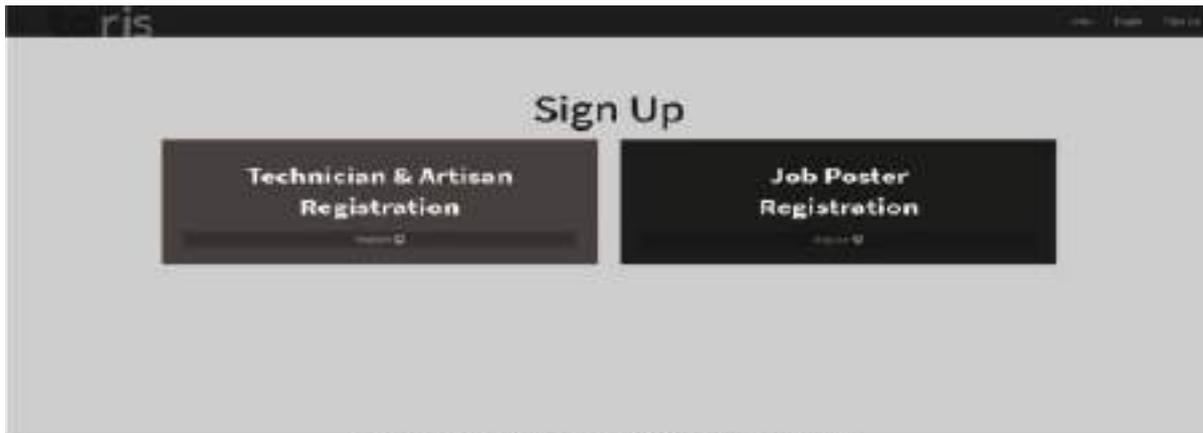 ris
Sign Up
Technician & Artisan
Registration
Job Poster
Registration